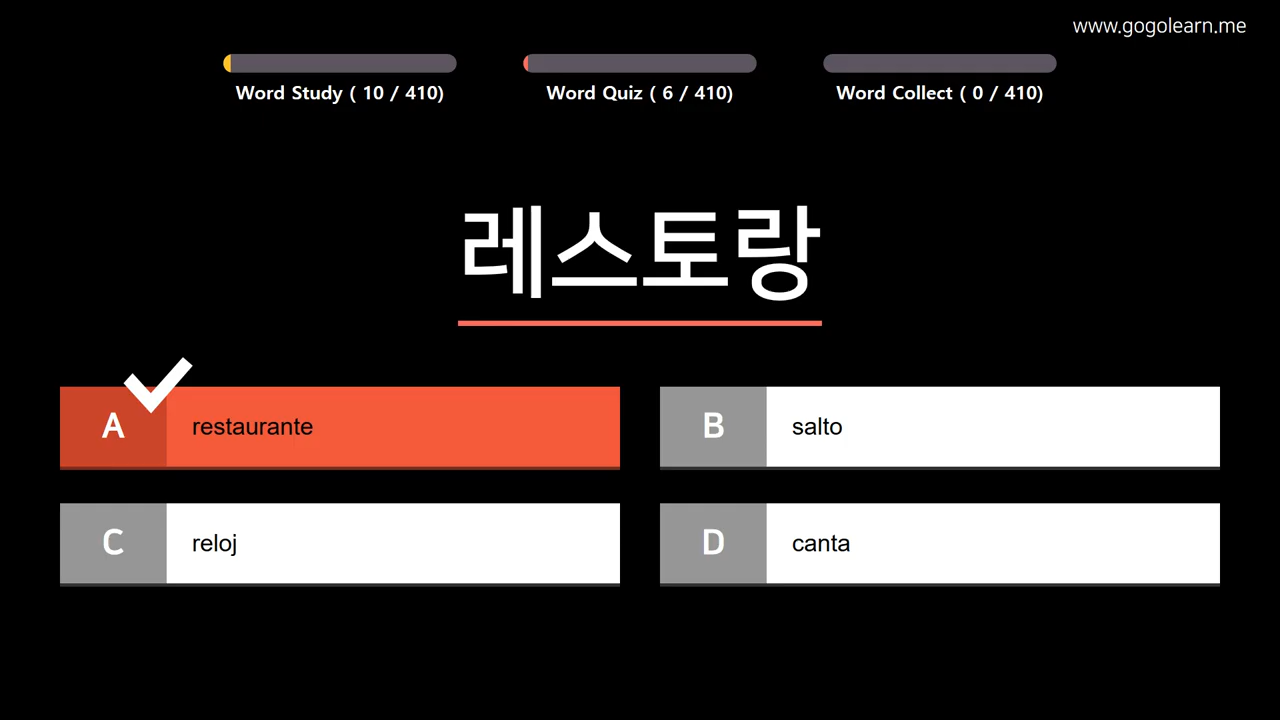 www.gogolearn.me
Word Study ( 10 / 410)
Word Quiz ( 6 / 410)
Word Collect ( 0 / 410)
레스토랑
A restaurante
B salto
C reloj
D canta